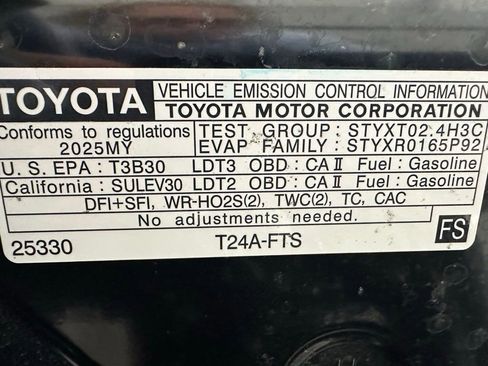 TOYOTA
VEHICLE EMISSION CONTROL INFORMATION
TOYOTA MOTOR CORPORATION
Conforms to regulations
2025MY
TEST GROUP: STYXT02.4H3C
EVAP FAMILY: STYXR0165P92
U.S. EPA: T3B30 LDT3 OBD: CA II Fuel: Gasoline
California: SULEV30 LDT2 OBD: CA II Fuel: Gasoline
DFI+SFI, WR-HO2S(2), TWC(2), TC, CAC
No adjustments needed.
25330 T24A-FTS FS